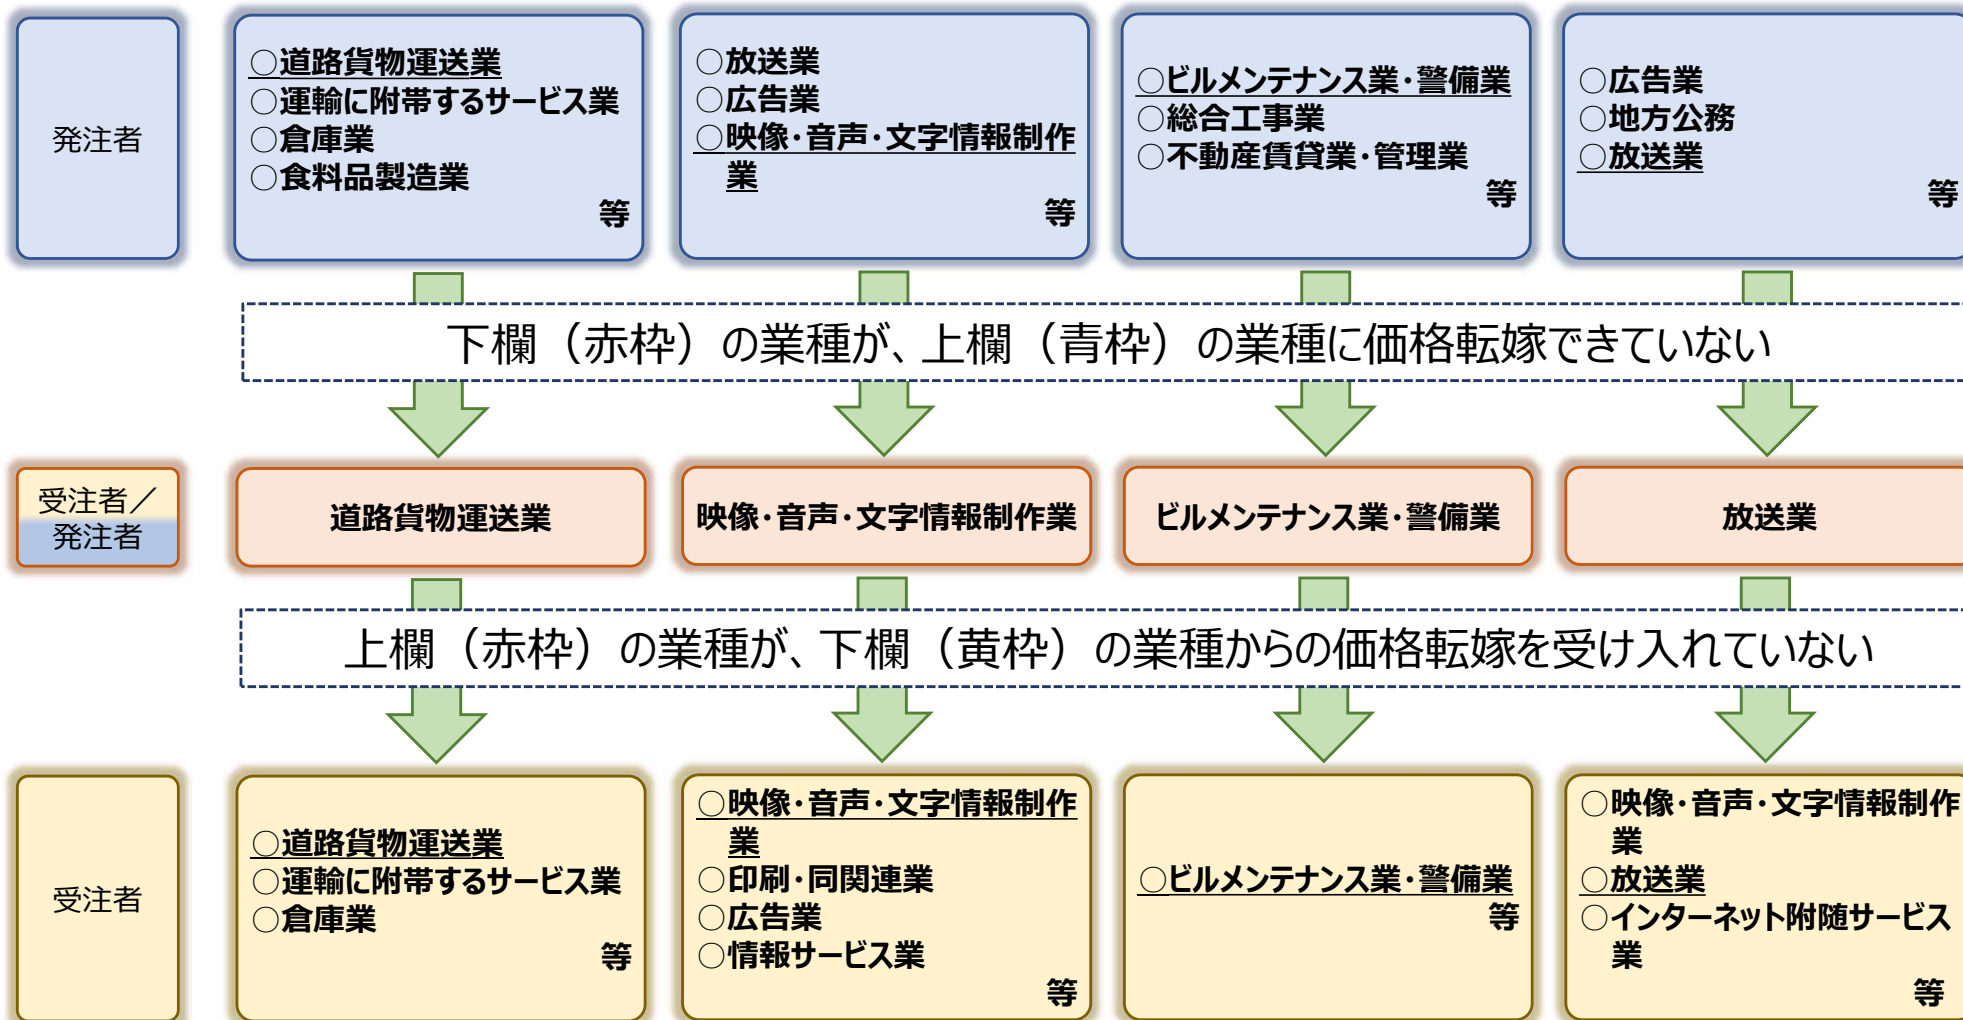 発注者
○道路貨物運送業
○運輸に附帯するサービス業
○倉庫業
○食料品製造業
等
○放送業
○広告業
○映像・音声・文字情報制作
業
等
○ビルメンテナンス業・警備業
○総合工事業
○不動産賃貸業・管理業
等
○広告業
○地方公務
○放送業
等
下欄（赤枠）の業種が、上欄（青枠）の業種に価格転嫁できていない
受注者／
発注者
道路貨物運送業
映像・音声・文字情報制作業
ビルメンテナンス業・警備業
放送業
上欄（赤枠）の業種が、下欄（黄枠）の業種からの価格転嫁を受け入れていない
受注者
○道路貨物運送業
○運輸に附帯するサービス業
○倉庫業
等
○映像・音声・文字情報制作
業
○印刷・同関連業
○広告業
○情報サービス業
等
○ビルメンテナンス業・警備業
等
○映像・音声・文字情報制作
業
○放送業
○インターネット附随サービス
業
等